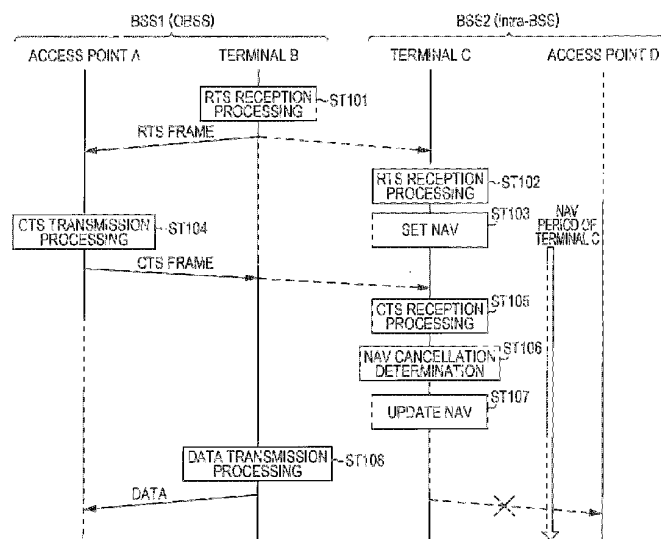 BSS1 (OBSS)
BSS2 (Intra-BSS)
ACCESS POINT A
TERMINAL B
TERMINAL C
ACCESS POINT D
RTS RECEPTION
PROCESSING
ST101
RTS FRAME
RTS RECEPTION
PROCESSING
ST102
CTS TRANSMISSION
PROCESSING
ST104
SET NAV
ST103
NAV
PERIOD OF
TERMINAL C
CTS FRAME
CTS RECEPTION
PROCESSING
ST105
NAV CANCELLATION
DETERMINATION
ST106
UPDATE NAV
ST107
DATA TRANSMISSION
PROCESSING
ST108
DATA